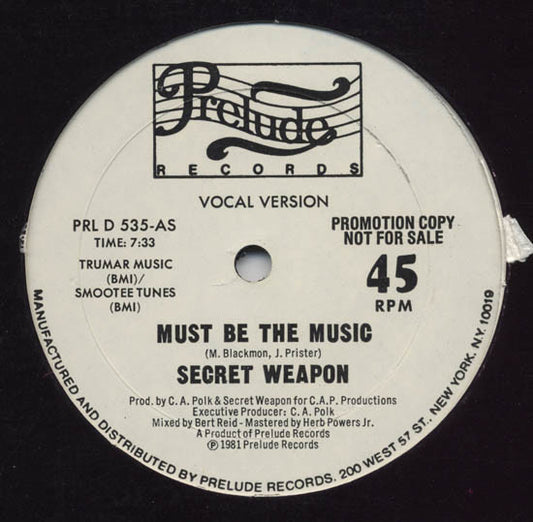 Prelude
RECORDS
VOCAL VERSION
PRL D 535-AS
TIME: 7:33
TRUMAR MUSIC
(BMI)/
SMOOTEE TUNES
(BMI)
PROMOTION COPY
NOT FOR SALE
45
RPM
MUST BE THE MUSIC
(M. Blackmon, J. Prister)
SECRET WEAPON
Prod. by C. A. Polk & Secret Weapon for C.A.P. Productions
Executive Producer: C. A. Polk
Mixed by Bert Reid - Mastered by Herb Powers Jr.
A Product of Prelude Records
℗ 1981 Prelude Records
MANUFACTURED AND DISTRIBUTED BY PRELUDE RECORDS. 200 WEST 57 ST., NEW YORK. N.Y. 10019